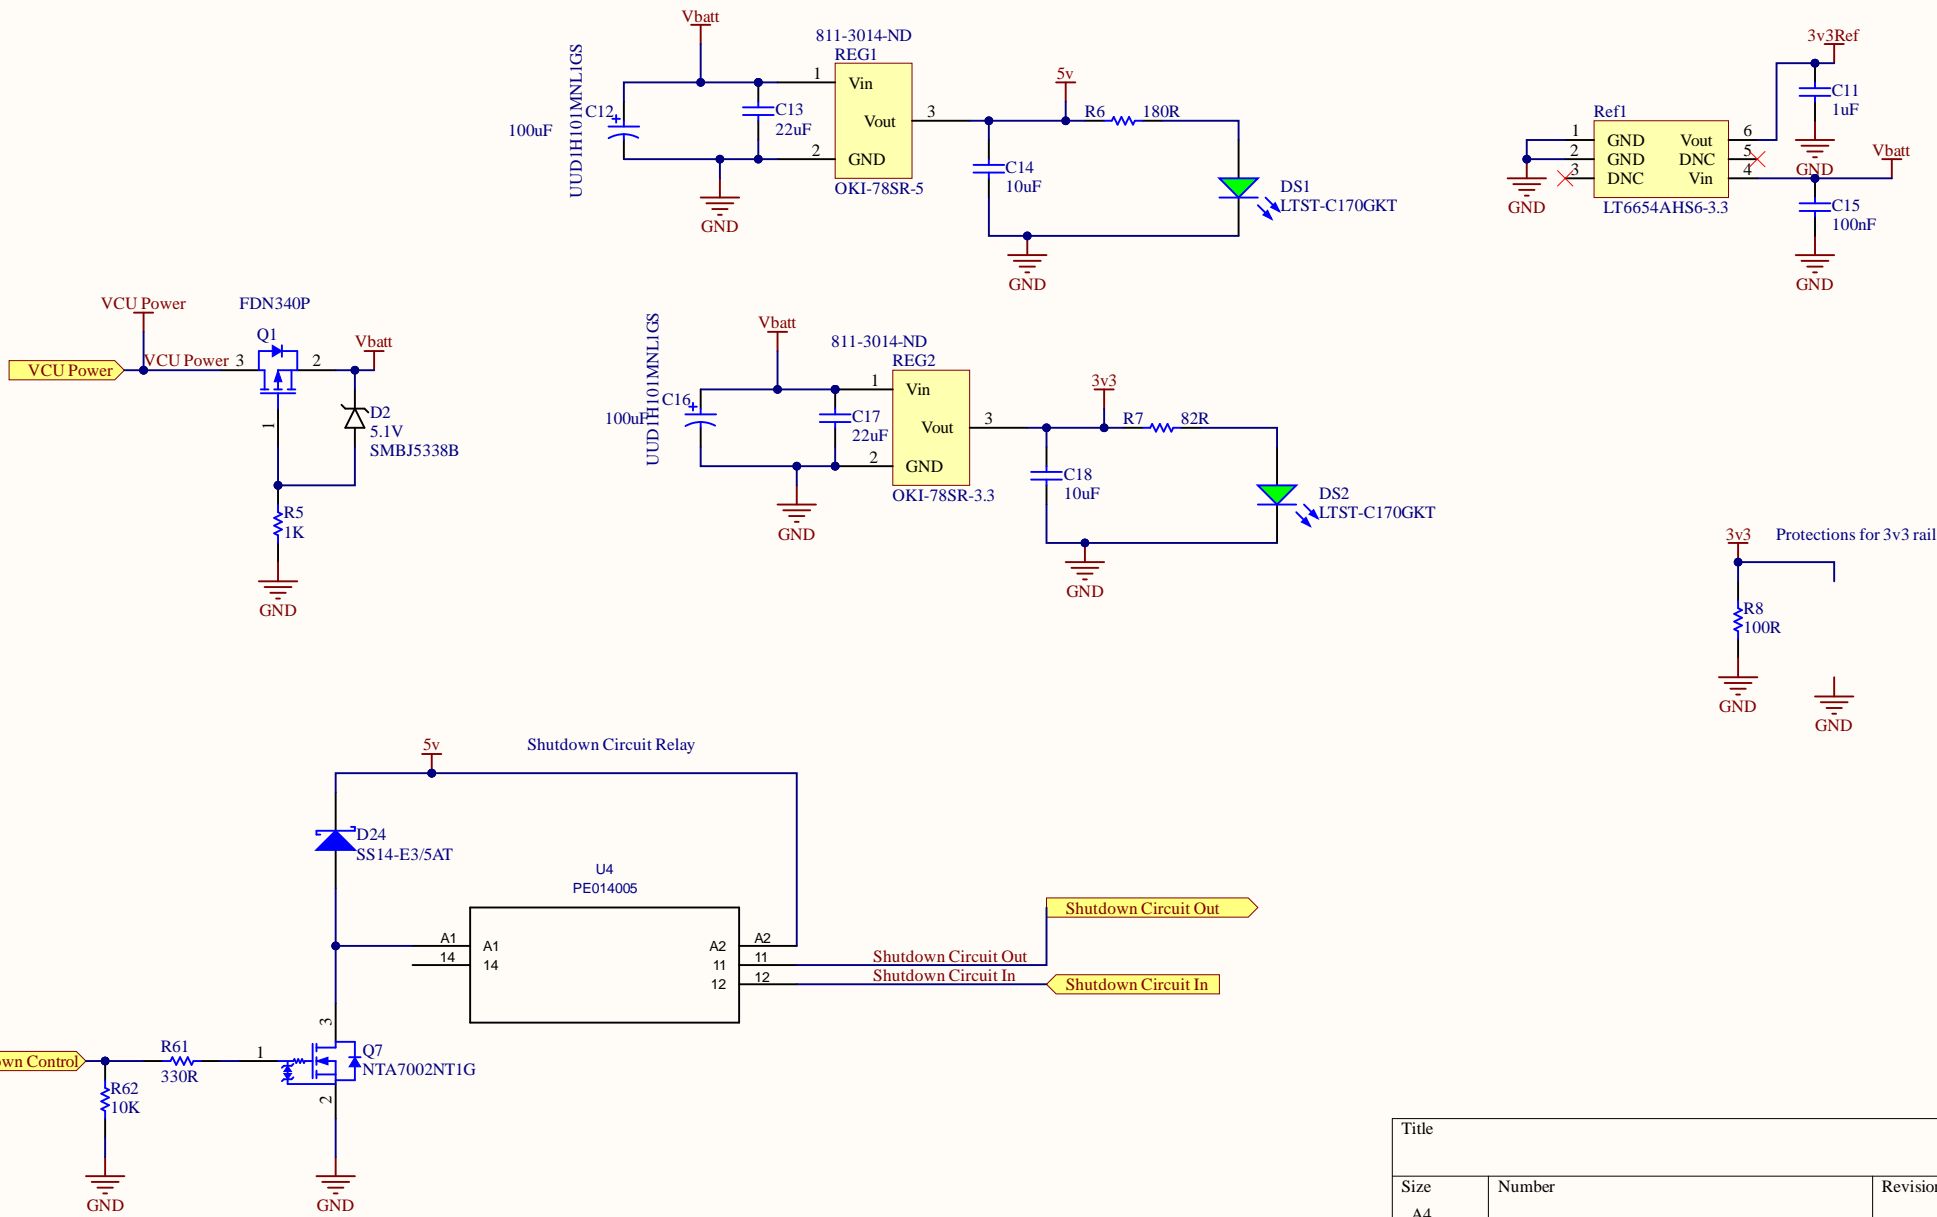 Vbatt
811-3014-ND
REG1
UUD1H101MNL1GS
C12
100uF
C13
22uF
1
Vin
Vout
3
2
GND
OKI-78SR-5
GND
5v
R6
180R
C14
10uF
DS1
LTST-C170GKT
GND
3v3Ref
C11
1uF
GND
Ref1
1
GND
Vout
6
2
GND
DNC
5
3
DNC
Vin
4
LT6654AHS6-3.3
GND
Vbatt
C15
100nF
GND
VCU Power
FDN340P
Q1
VCU Power
VCU Power
3
2
Vbatt
1
D2
5.1V
SMBJ5338B
R5
1K
GND
Vbatt
811-3014-ND
REG2
UUD1H101MNL1GS
C16
100uF
C17
22uF
1
Vin
Vout
3
2
GND
OKI-78SR-3.3
GND
3v3
R7
82R
C18
10uF
DS2
LTST-C170GKT
GND
3v3
Protections for 3v3 rail
R8
100R
GND
GND
5v
Shutdown Circuit Relay
D24
SS14-E3/5AT
U4
PE014005
A1
A1
14
14
A2
A2
11
11
12
12
Shutdown Circuit Out
Shutdown Circuit Out
Shutdown Circuit In
Shutdown Circuit In
3
own Control
R61
330R
1
Q7
NTA7002NT1G
2
R62
10K
GND
GND
Title
Size
Number
Revision
A4